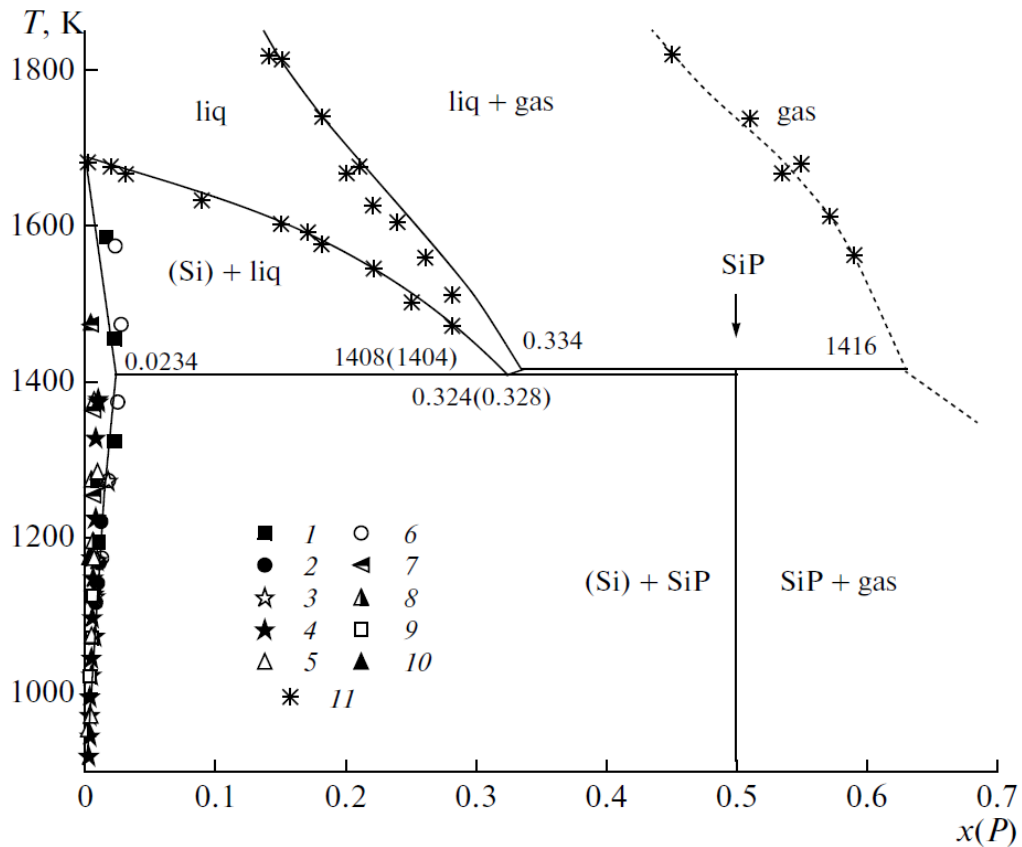 T, K
1800
liq
liq + gas
gas
1600
(Si) + liq
SiP
0.0234
1408(1404)
0.334
1416
1400
0.324(0.328)
1200
1 6
2 7
3 8
4 9
5 10
11
(Si) + SiP
SiP + gas
1000
0 0.1 0.2 0.3 0.4 0.5 0.6 0.7
x(P)